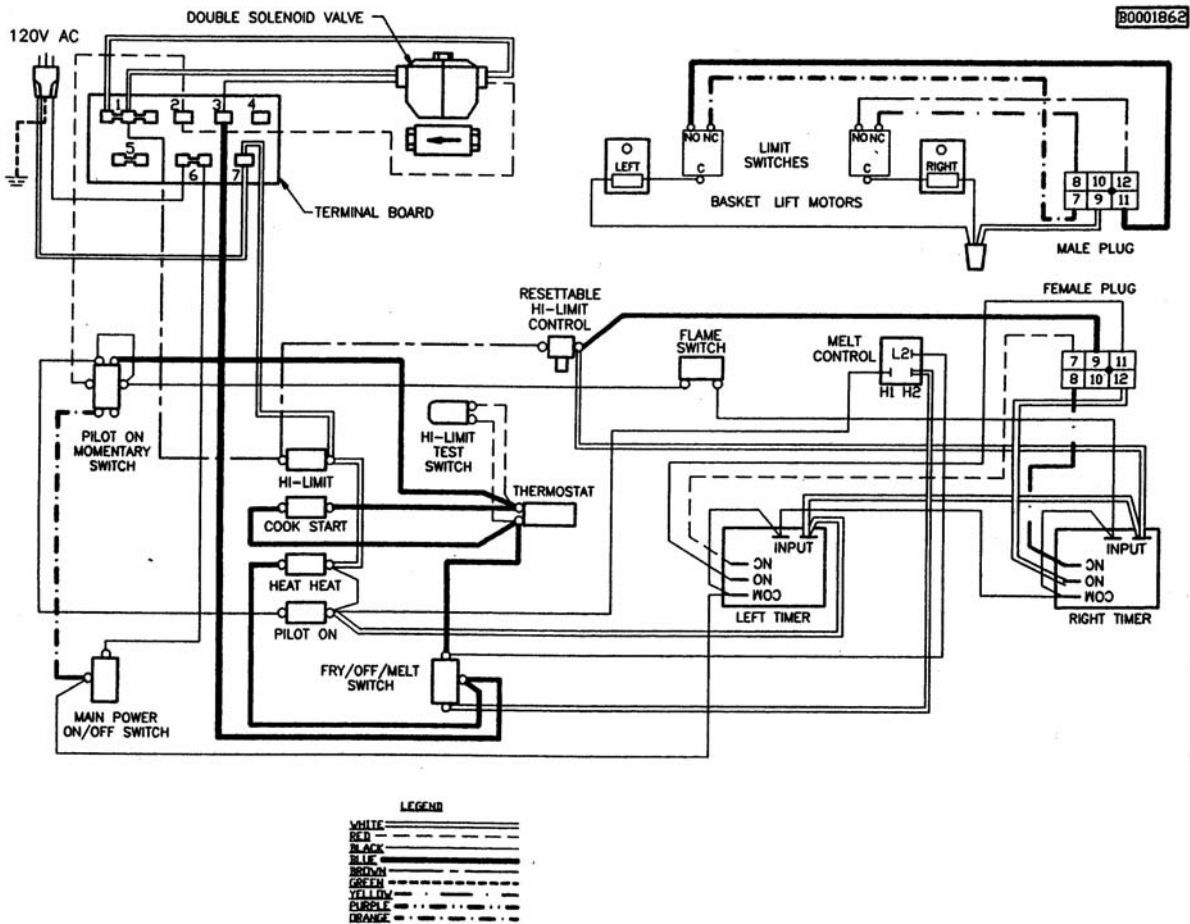 B0001862
DOUBLE SOLENOID VALVE
120V AC
1
2
3
4
5
6
7
TERMINAL BOARD
NO NC
C
LEFT
LIMIT
SWITCHES
NO NC
C
RIGHT
BASKET LIFT MOTORS
8 10 12
7 9 11
MALE PLUG
FEMALE PLUG
7 9 11
8 10 12
RESETTABLE
HI-LIMIT
CONTROL
FLAME
SWITCH
MELT
CONTROL
L2
H1 H2
PILOT ON
MOMENTARY
SWITCH
HI-LIMIT
TEST
SWITCH
HI-LIMIT
THERMOSTAT
COOK START
HEAT HEAT
PILOT ON
INPUT
NC
NO
COM
LEFT TIMER
INPUT
NC
NO
COM
RIGHT TIMER
FRY/OFF/MELT
SWITCH
MAIN POWER
ON/OFF SWITCH
LEGEND
WHITE
RED
BLACK
BLUE
BROWN
GREEN
YELLOW
PURPLE
ORANGE